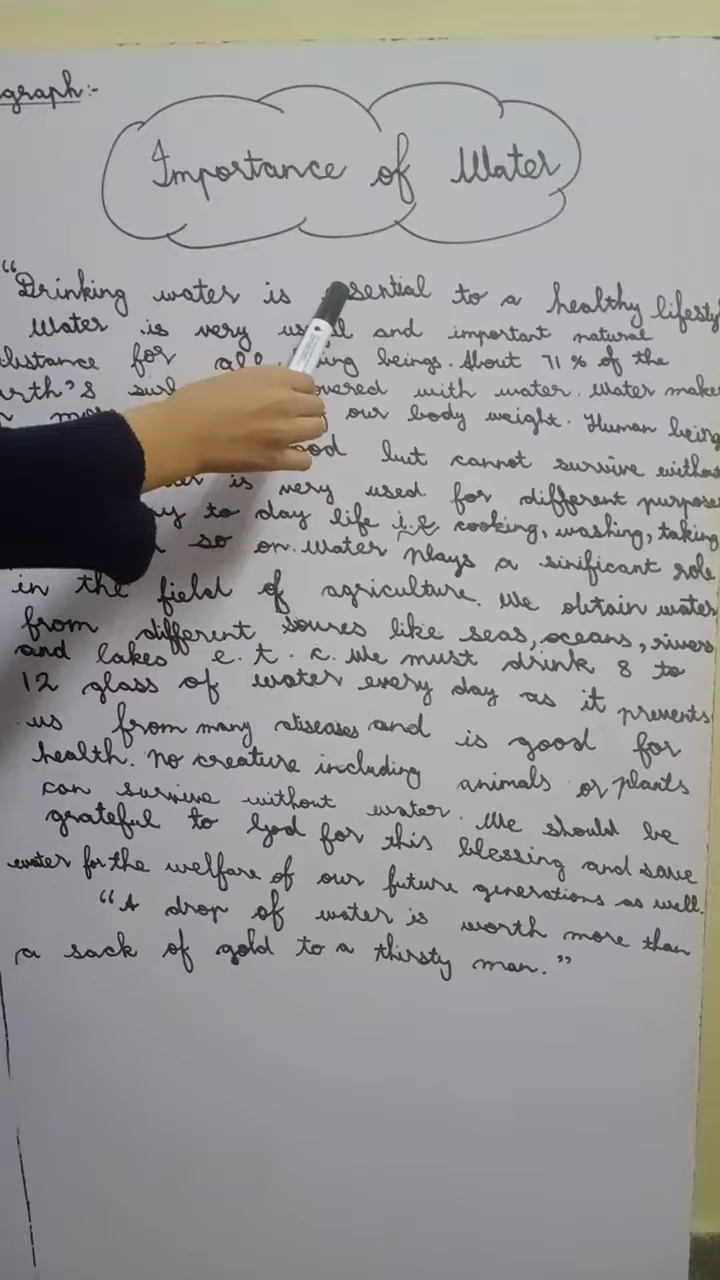 graph:-
Importance of Water
"Drinking water is sential to a healthy lifesty
Water is very us l and important natural
bstance for all ing beings. About 71% of the
rth's sur overed with water. Water make
our body weight. Human being
ood but cannot survive withou
is very used for different purpose
y to day life i.e cooking, washing, taking
so on. Water plays a sinificant role
in the field of agriculture. We obtain water
from different soures like seas, oceans, rivers
and lakes e.t.c. We must drink 8 to
12 glass of water every day as it prevents
us from many diseases and is good for
health. No creature including animals or plants
can survive without water. We should be
grateful to God for this blessing and save
water for the welfare of our future generations as well.
"A drop of water is worth more than
a sack of gold to a thirsty man."